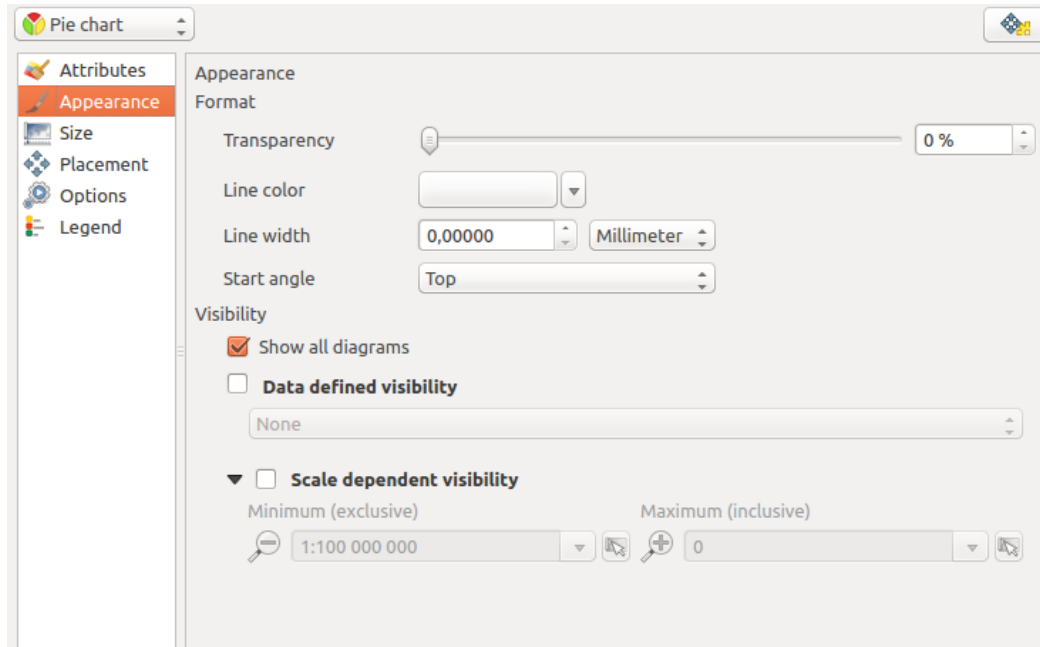 Pie chart
Attributes
Appearance
Size
Placement
Options
Legend
Appearance
Format
Transparency 0 %
Line color
Line width 0,00000 Millimeter
Start angle Top
Visibility
Show all diagrams
Data defined visibility
None
Scale dependent visibility
Minimum (exclusive) Maximum (inclusive)
1:100 000 000 0